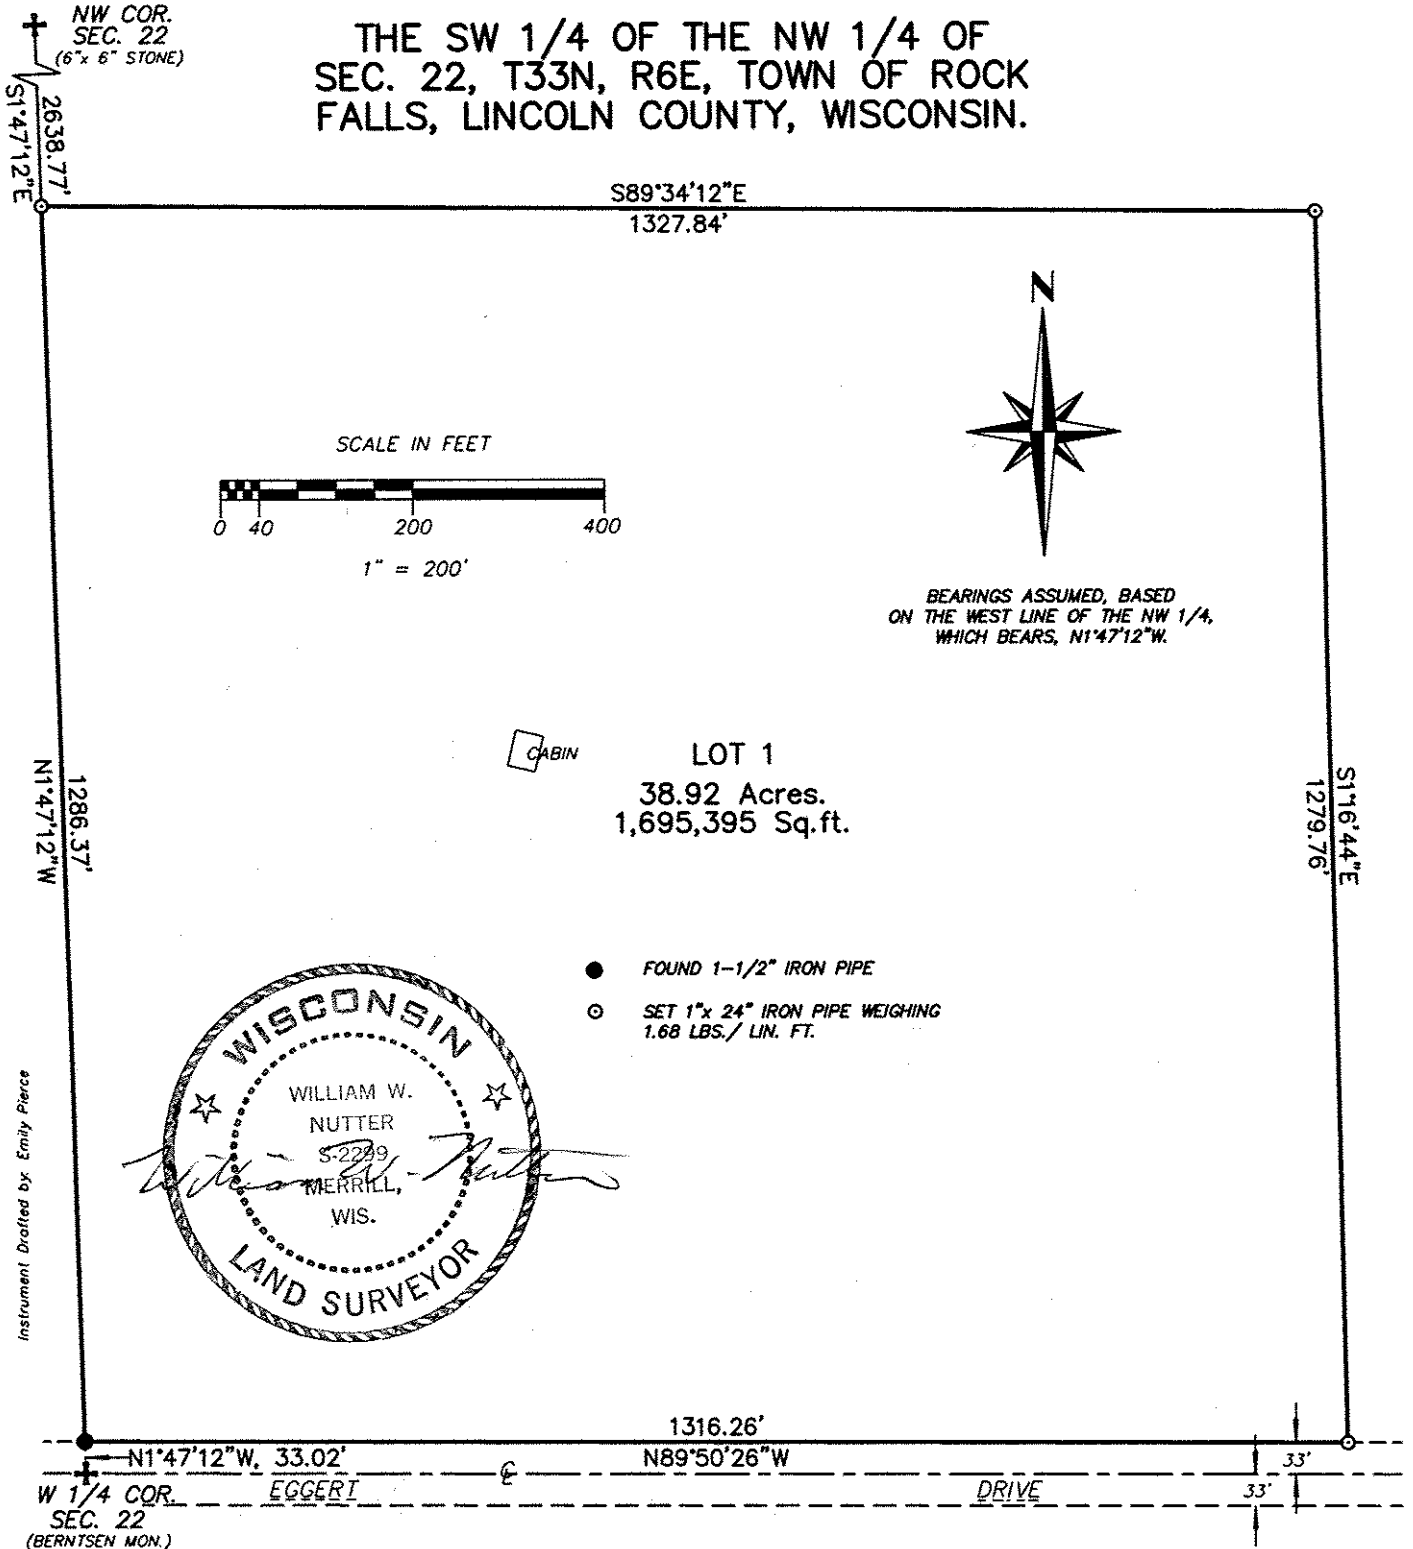 NW COR.
SEC. 22
(6"x 6" STONE)
THE SW 1/4 OF THE NW 1/4 OF
SEC. 22, T33N, R6E, TOWN OF ROCK
FALLS, LINCOLN COUNTY, WISCONSIN.
2638.77'
S1°47'12"E
S89°34'12"E
1327.84'
N
SCALE IN FEET
0 40 200 400
1" = 200'
BEARINGS ASSUMED, BASED
ON THE WEST LINE OF THE NW 1/4,
WHICH BEARS, N1°47'12"W.
CABIN
LOT 1
38.92 Acres.
1,695,395 Sq.ft.
1286.37'
N1°47'12"W
S1°16'44"E
1279.76'
FOUND 1-1/2" IRON PIPE
SET 1"x 24" IRON PIPE WEIGHING
1.68 LBS./ LIN. FT.
WISCONSIN
WILLIAM W.
NUTTER
S-2299
MERRILL,
WIS.
LAND SURVEYOR
William W. Nutter
Instrument Drafted by: Emily Pierce
1316.26'
N1°47'12"W, 33.02'
N89°50'26"W
33'
EGGERT DRIVE
33'
W 1/4 COR.
SEC. 22
(BERNTSEN MON.)